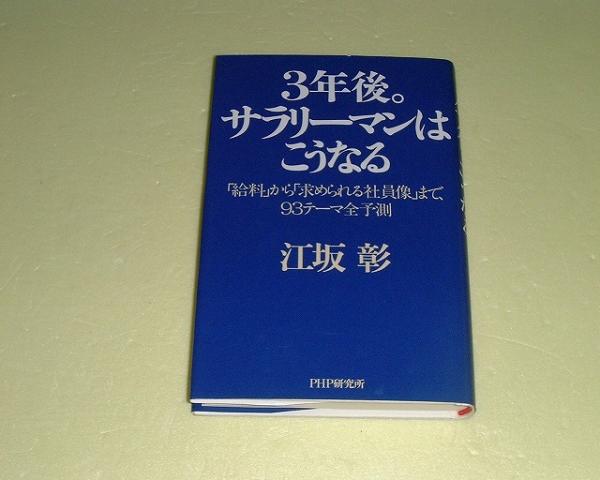 3年後。
サラリーマンは
こうなる
「給料」から「求められる社員像」まで、
93テーマ全予測
江坂 彰
PHP研究所